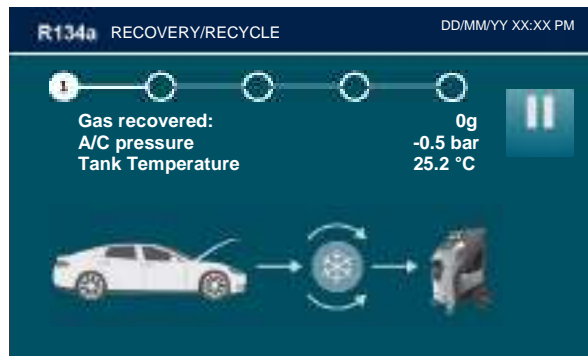 R134a RECOVERY/RECYCLE DD/MM/YY XX:XX PM
1
Gas recovered: 0g
A/C pressure -0.5 bar
Tank Temperature 25.2 °C